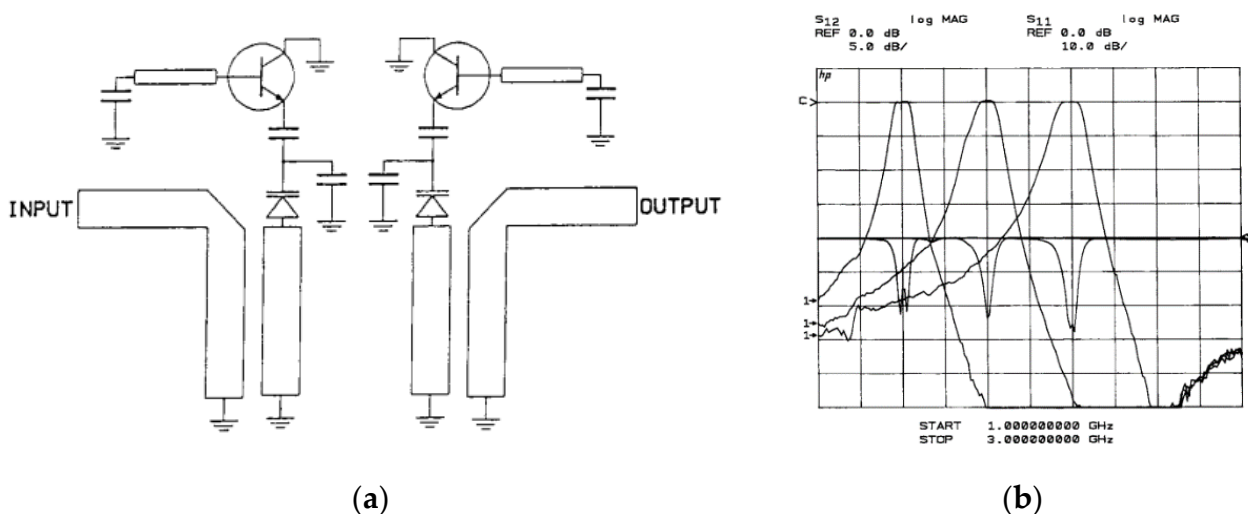 INPUT
OUTPUT
(a)
S12 log MAG S11 log MAG
REF 0.0 dB REF 0.0 dB
5.0 dB/ 10.0 dB/
hp
C
1
1
1
START 1.000000000 GHz
STOP 3.000000000 GHz
(b)